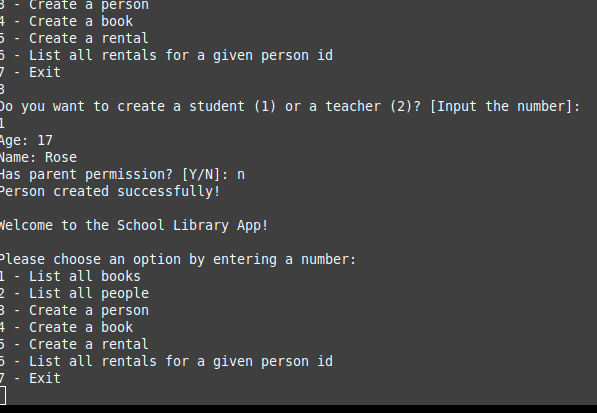 3 - Create a person
4 - Create a book
5 - Create a rental
6 - List all rentals for a given person id
7 - Exit
3
Do you want to create a student (1) or a teacher (2)? [Input the number]:
1
Age: 17
Name: Rose
Has parent permission? [Y/N]: n
Person created successfully!

Welcome to the School Library App!

Please choose an option by entering a number:
1 - List all books
2 - List all people
3 - Create a person
4 - Create a book
5 - Create a rental
6 - List all rentals for a given person id
7 - Exit